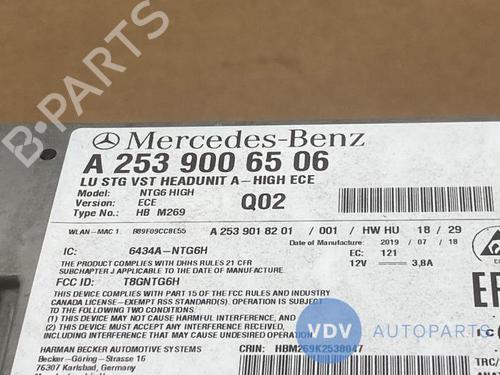 B-PARTS
Mercedes-Benz
A 253 900 6506
LU STG VST HEADUNIT A-HIGH ECE
Model: NTG6 HIGH
Version: ECE
Type No.: HB M269
Q02
WLAN-MAC 1: B89F09CC8E55
A 253 901 8201 / 001 / HW HU 18 / 29
Date of Manufacture: 2019 / 07 / 18
IC: 6434A-NTG6H
EC: 121
12V 3,8A
THE PRODUCT COMPLIES WITH DHHS RULES 21 CFR
SUBCHAPTER J APPLICABLE TO DATE OF MANUFACTURE.
FCC ID: T8GNTG6H
THIS DEVICE COMPLIES WITH PART 15 OF THE FCC RULES / INDUSTRY
CANADA LICENSE-EXEMPT RSS STANDARD(S). OPERATION IS
SUBJECT TO THE FOLLOWING TWO CONDITIONS:
(1) THIS DEVICE MAY NOT CAUSE HARMFUL INTERFERENCE, AND
(2) THIS DEVICE MUST ACCEPT ANY INTERFERENCE RECEIVED,
INCLUDING INTERFERENCE THAT MAY CAUSE UNDESIRED OPERATION
VDV AUTOPARTS
HARMAN BECKER AUTOMOTIVE SYSTEMS
Becker-Göring-Strasse 16
76307 Karlsbad, Germany
CRIN: HBM269K2538047
TRC/